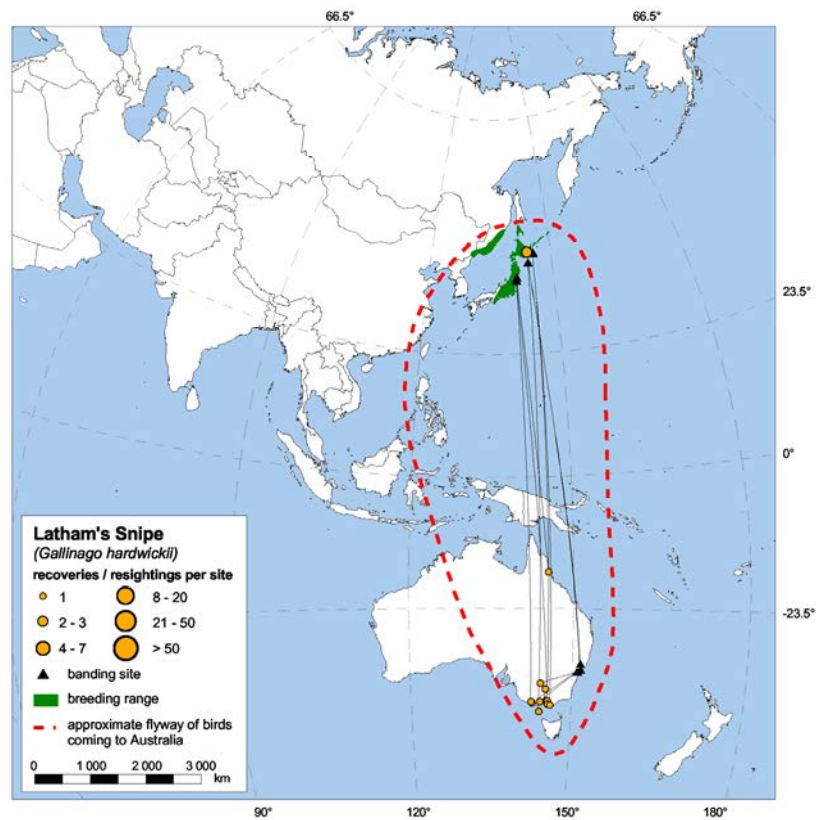 66.5°
66.5°
23.5°
0°
-23.5°
Latham's Snipe
(Gallinago hardwickii)
recoveries / resightings per site
1
8 - 20
2 - 3
21 - 50
4 - 7
> 50
banding site
breeding range
approximate flyway of birds
coming to Australia
0
1 000
2 000
3 000
km
90°
120°
150°
180°